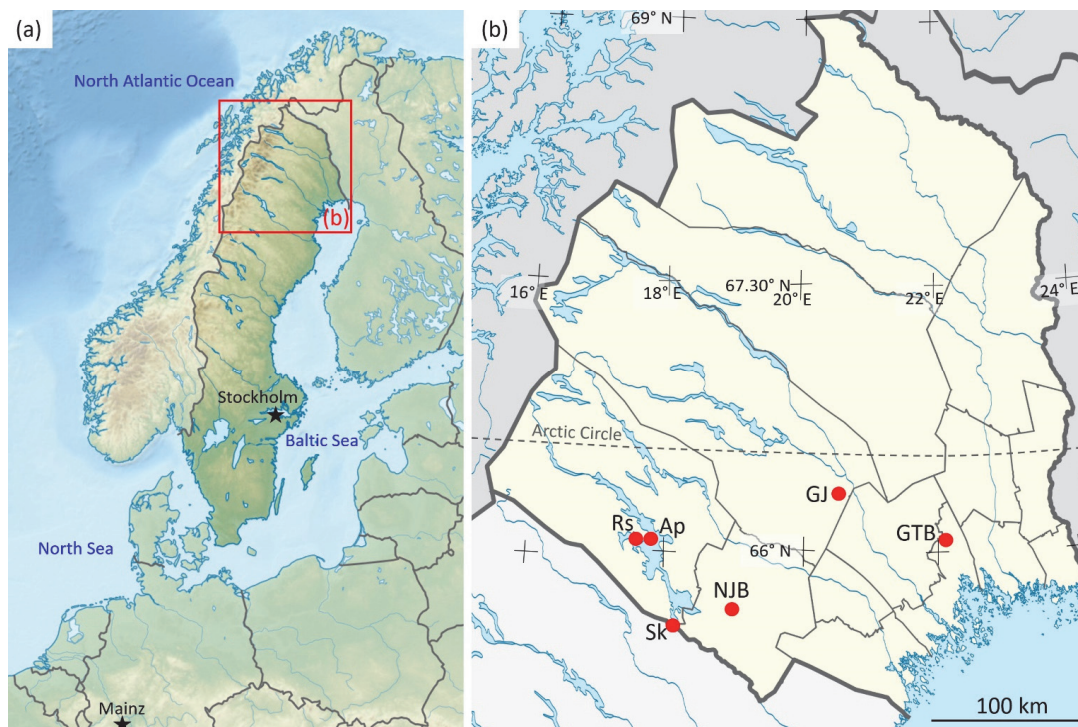 (a)
North Atlantic Ocean
(b)
Stockholm
Baltic Sea
North Sea
Mainz
(b)
69° N
16° E
18° E
67.30° N
20° E
22° E
24° E
Arctic Circle
GJ
Rs
Ap
GTB
66° N
NJB
Sk
100 km